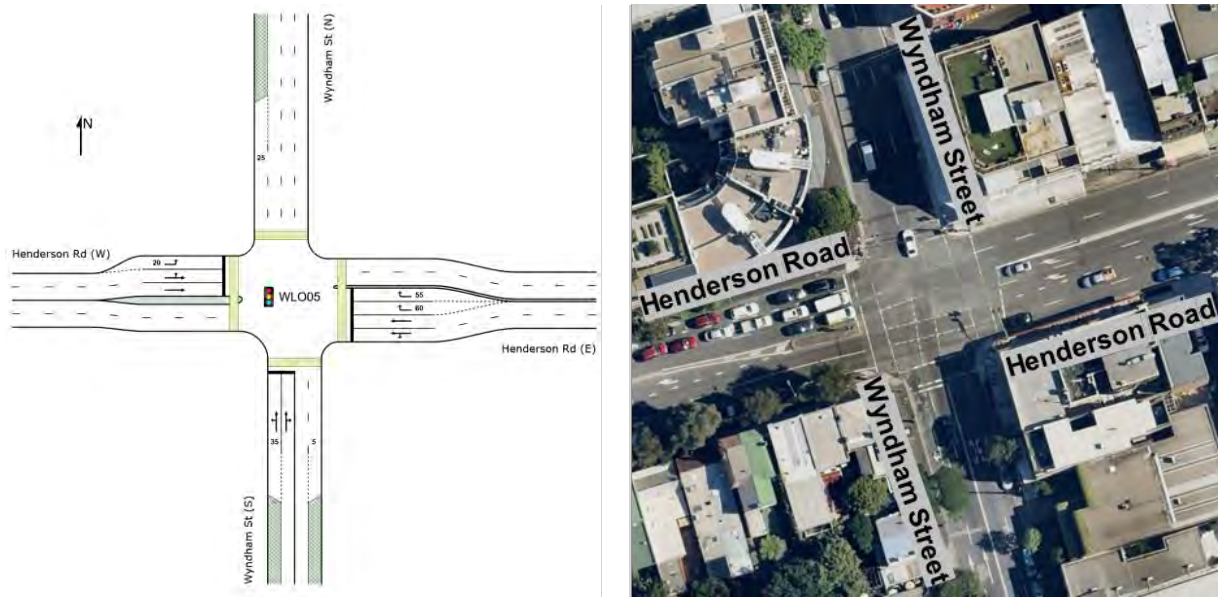 Wyndham St (N)
N
25
Henderson Rd (W)
20
WLO05
55
60
Henderson Rd (E)
35
5
Wyndham St (S)
Wyndham Street
Henderson Road
Henderson Road
Wyndham Street